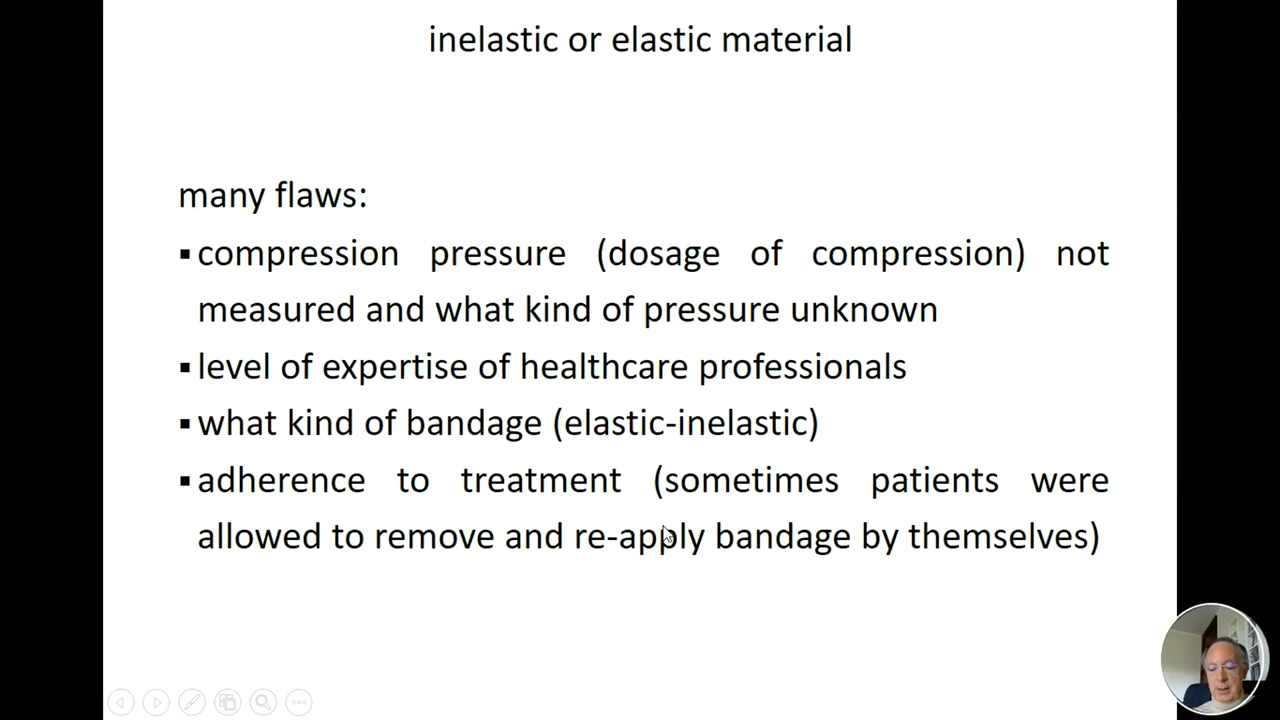 inelastic or elastic material
many flaws:
▪ compression pressure (dosage of compression) not
measured and what kind of pressure unknown
▪ level of expertise of healthcare professionals
▪ what kind of bandage (elastic-inelastic)
▪ adherence to treatment (sometimes patients were
allowed to remove and re-apply bandage by themselves)